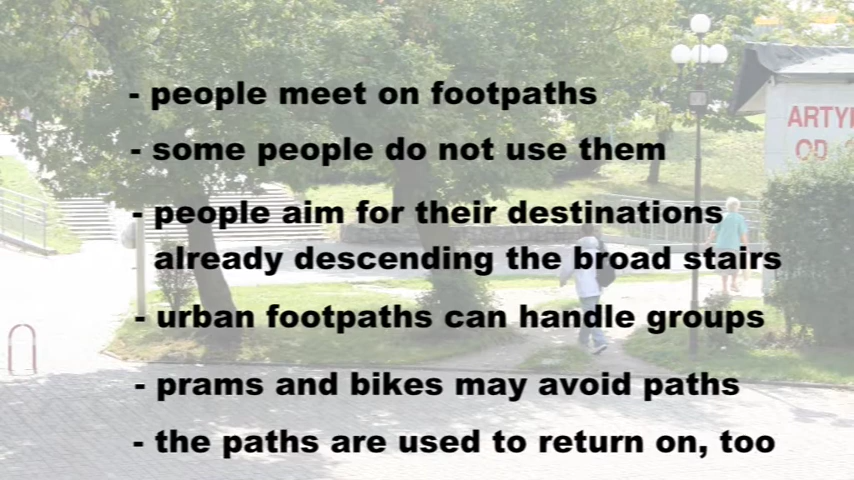 - people meet on footpaths
- some people do not use them
- people aim for their destinations
already descending the broad stairs
- urban footpaths can handle groups
- prams and bikes may avoid paths
- the paths are used to return on, too
OD